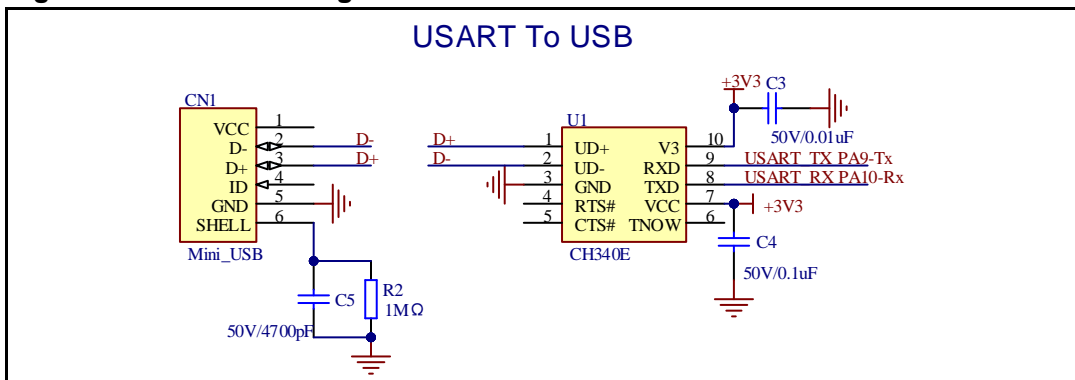 USART To USB
CN1
VCC 1
D- 2 D-
D+ 3 D+
ID 4
GND 5
SHELL 6
Mini_USB
C5
50V/4700pF
R2
1MΩ
U1
D+ 1 UD+
D- 2 UD-
3 GND
4 RTS#
5 CTS#
V3 10
RXD 9 USART_TX PA9-Tx
TXD 8 USART_RX PA10-Rx
VCC 7 +3V3
TNOW 6
CH340E
+3V3 C3
50V/0.01uF
C4
50V/0.1uF